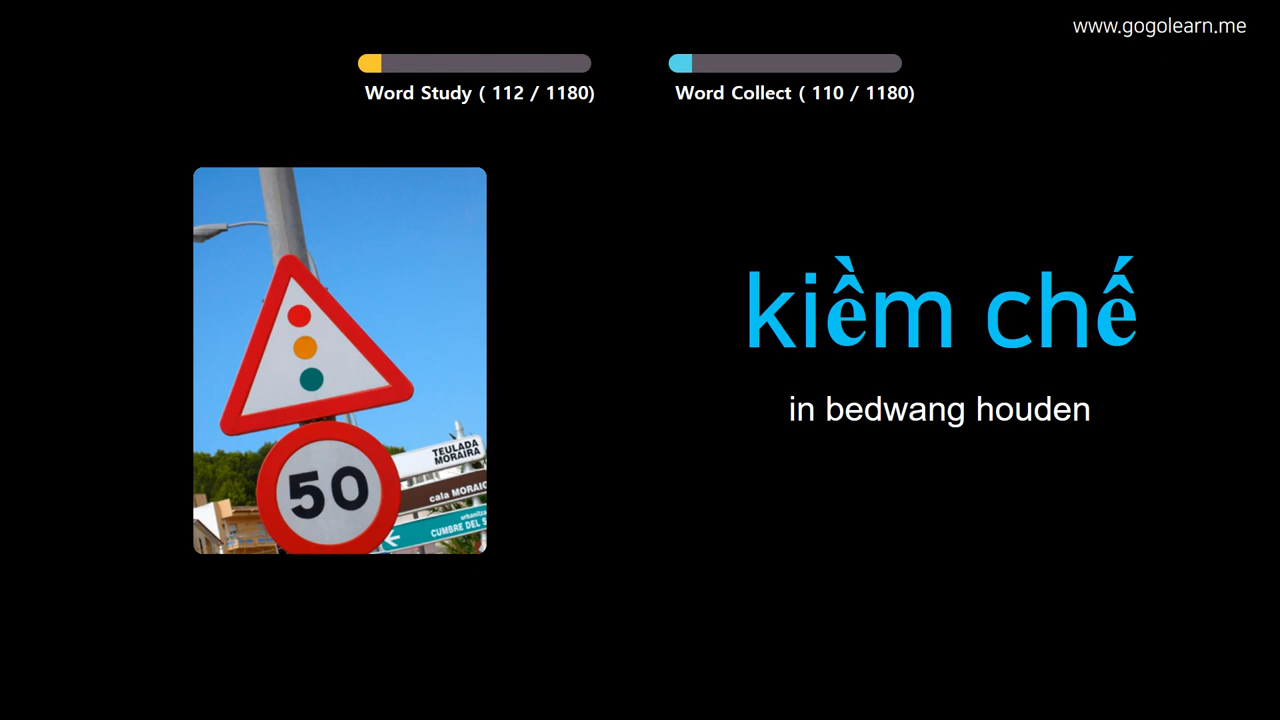 www.gogolearn.me
Word Study ( 112 / 1180)
Word Collect ( 110 / 1180)
kiềm chế
in bedwang houden
50
TEULADA
MORAIRA
cala MORAIG
CUMBRE DEL S